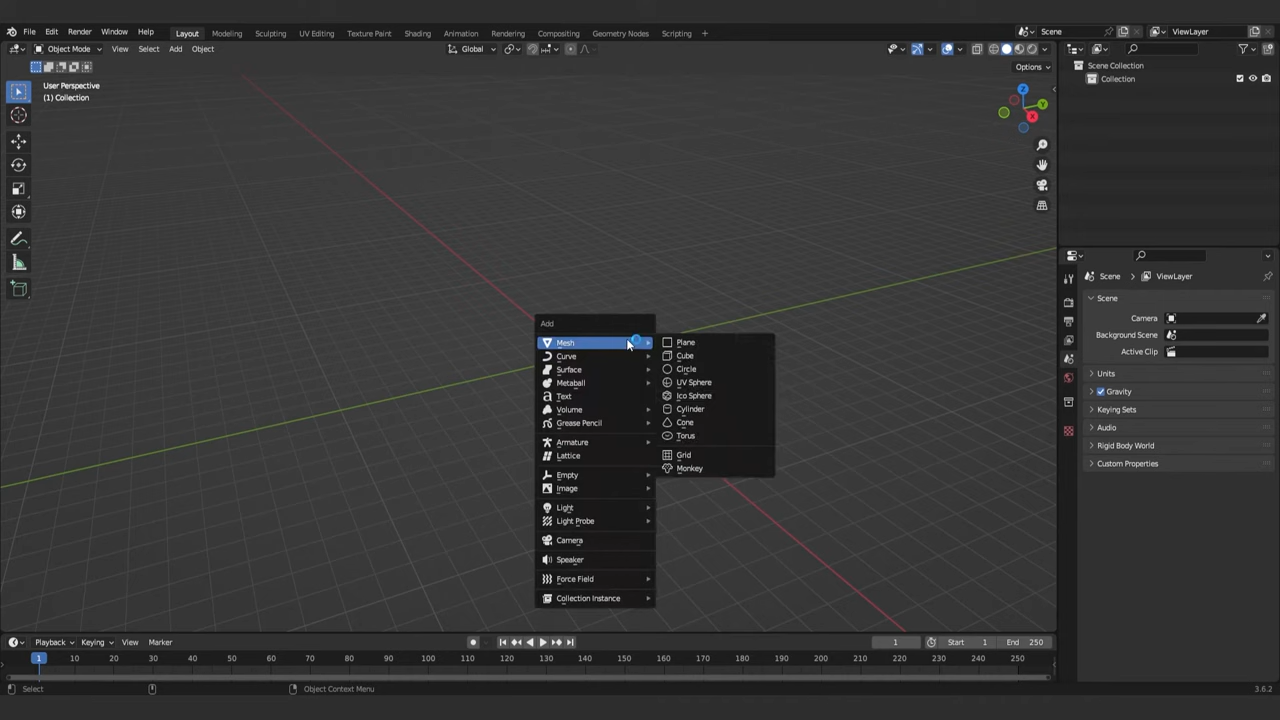 File Edit Render Window Help Layout Modeling Sculpting UV Editing Texture Paint Shading Animation Rendering Compositing Geometry Nodes Scripting + Scene ViewLayer
Object Mode View Select Add Object Global
Options
User Perspective
(1) Collection
Scene Collection
Collection
Z
Y
X
Scene > ViewLayer
Scene
Camera
Background Scene
Active Clip
Units
Gravity
Keying Sets
Audio
Rigid Body World
Custom Properties
Add
Mesh
Curve
Surface
Metaball
Text
Volume
Grease Pencil
Armature
Lattice
Empty
Image
Light
Light Probe
Camera
Speaker
Force Field
Collection Instance
Plane
Cube
Circle
UV Sphere
Ico Sphere
Cylinder
Cone
Torus
Grid
Monkey
Playback Keying View Marker 1 Start 1 End 250
1 10 20 30 40 50 60 70 80 90 100 110 120 130 140 150 160 170 180 190 200 210 220 230 240 250
Select Object Context Menu 3.6.2